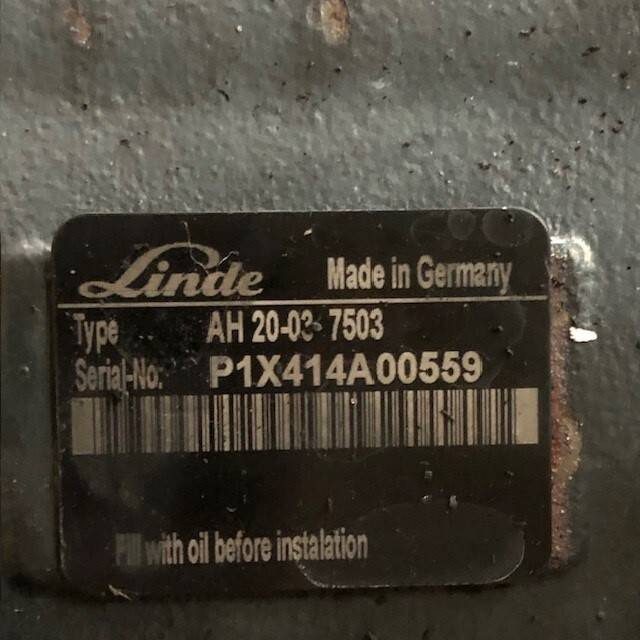 Linde
Made in Germany
Type AH 20-03 7503
Serial-No: P1X414A00559
Fill with oil before instalation